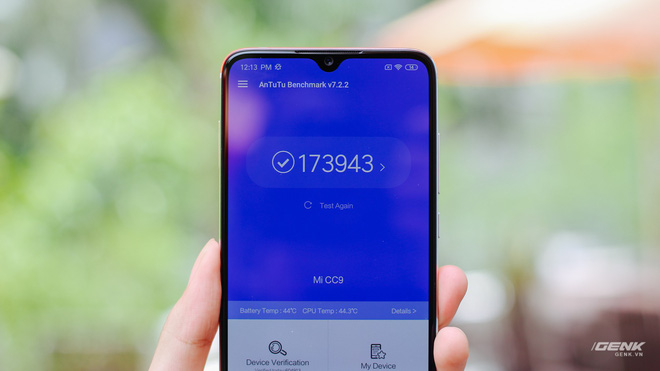 12:13 PM
AnTuTu Benchmark v7.2.2
173943 >
Test Again
Mi CC9
Battery Temp : 44℃ CPU Temp : 44.3℃ Details >
Device Verification
My Device
GENK
GENK.VN